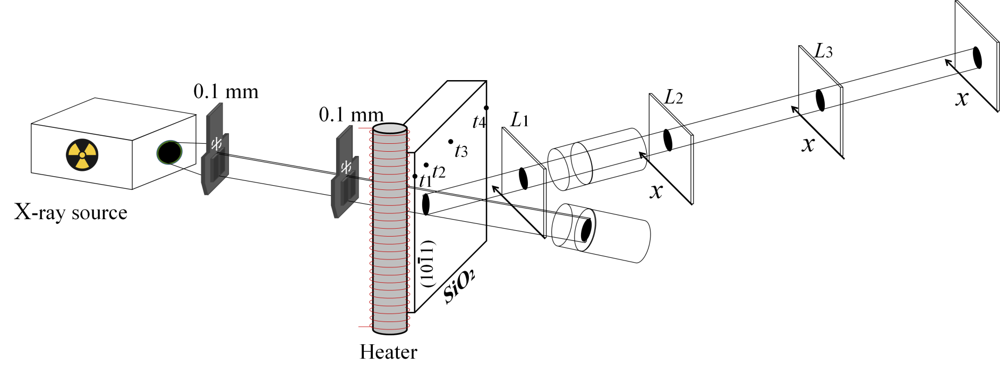 0.1 mm
0.1 mm
X-ray source
Heater
(101̄1)
SiO₂
t1
t2
t3
t4
L1
L2
L3
x
x
x